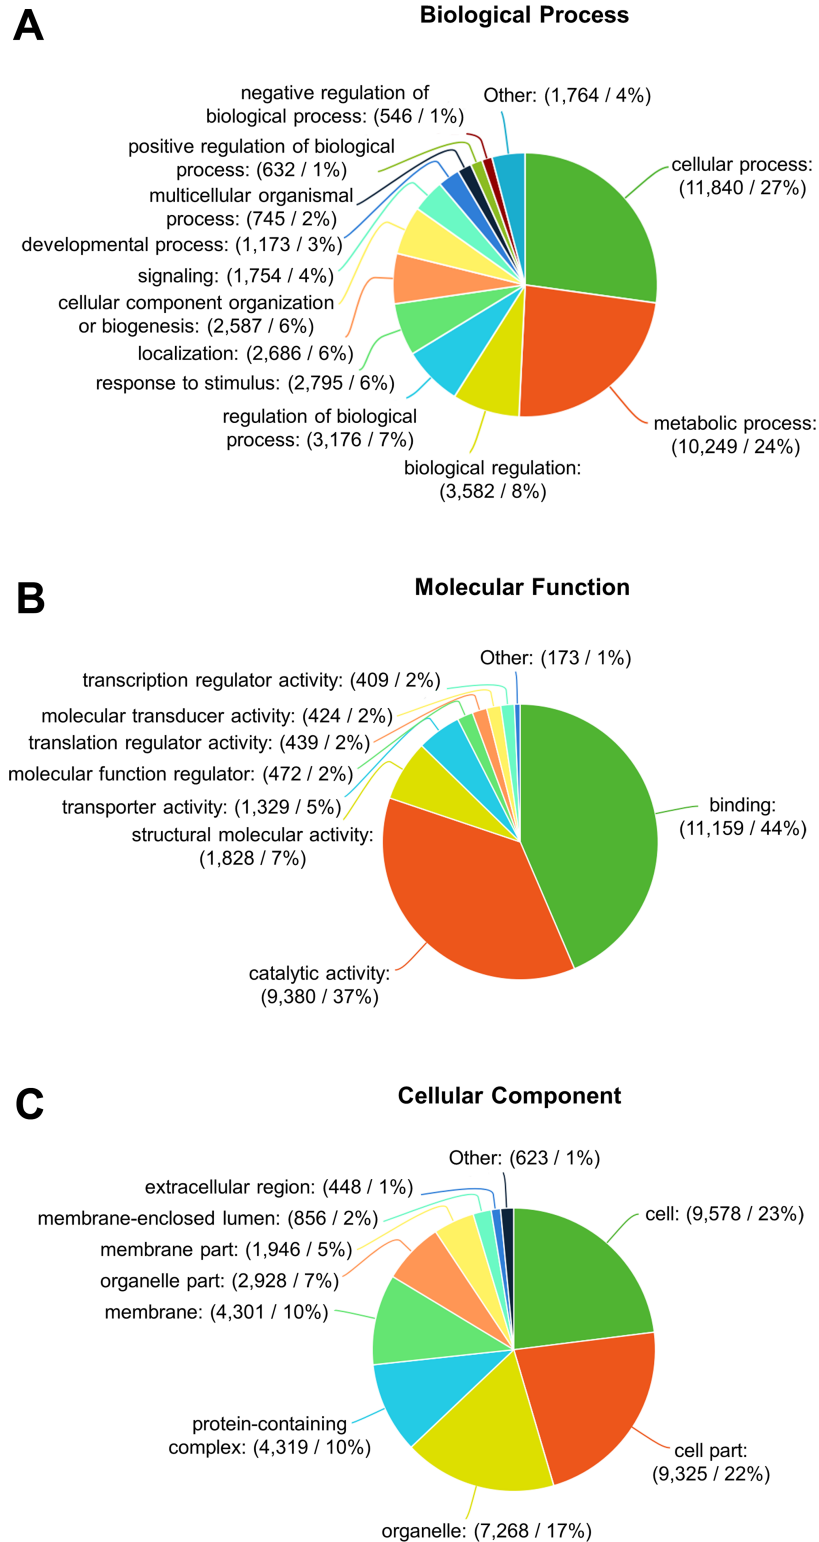 A
Biological Process
negative regulation of
biological process: (546 / 1%)
Other: (1,764 / 4%)
positive regulation of biological
process: (632 / 1%)
cellular process:
(11,840 / 27%)
multicellular organismal
process: (745 / 2%)
developmental process: (1,173 / 3%)
signaling: (1,754 / 4%)
cellular component organization
or biogenesis: (2,587 / 6%)
localization: (2,686 / 6%)
response to stimulus: (2,795 / 6%)
regulation of biological
process: (3,176 / 7%)
metabolic process:
(10,249 / 24%)
biological regulation:
(3,582 / 8%)
B
Molecular Function
Other: (173 / 1%)
transcription regulator activity: (409 / 2%)
molecular transducer activity: (424 / 2%)
translation regulator activity: (439 / 2%)
molecular function regulator: (472 / 2%)
transporter activity: (1,329 / 5%)
structural molecular activity:
(1,828 / 7%)
binding:
(11,159 / 44%)
catalytic activity:
(9,380 / 37%)
C
Cellular Component
Other: (623 / 1%)
extracellular region: (448 / 1%)
membrane-enclosed lumen: (856 / 2%)
cell: (9,578 / 23%)
membrane part: (1,946 / 5%)
organelle part: (2,928 / 7%)
membrane: (4,301 / 10%)
protein-containing
complex: (4,319 / 10%)
cell part:
(9,325 / 22%)
organelle: (7,268 / 17%)